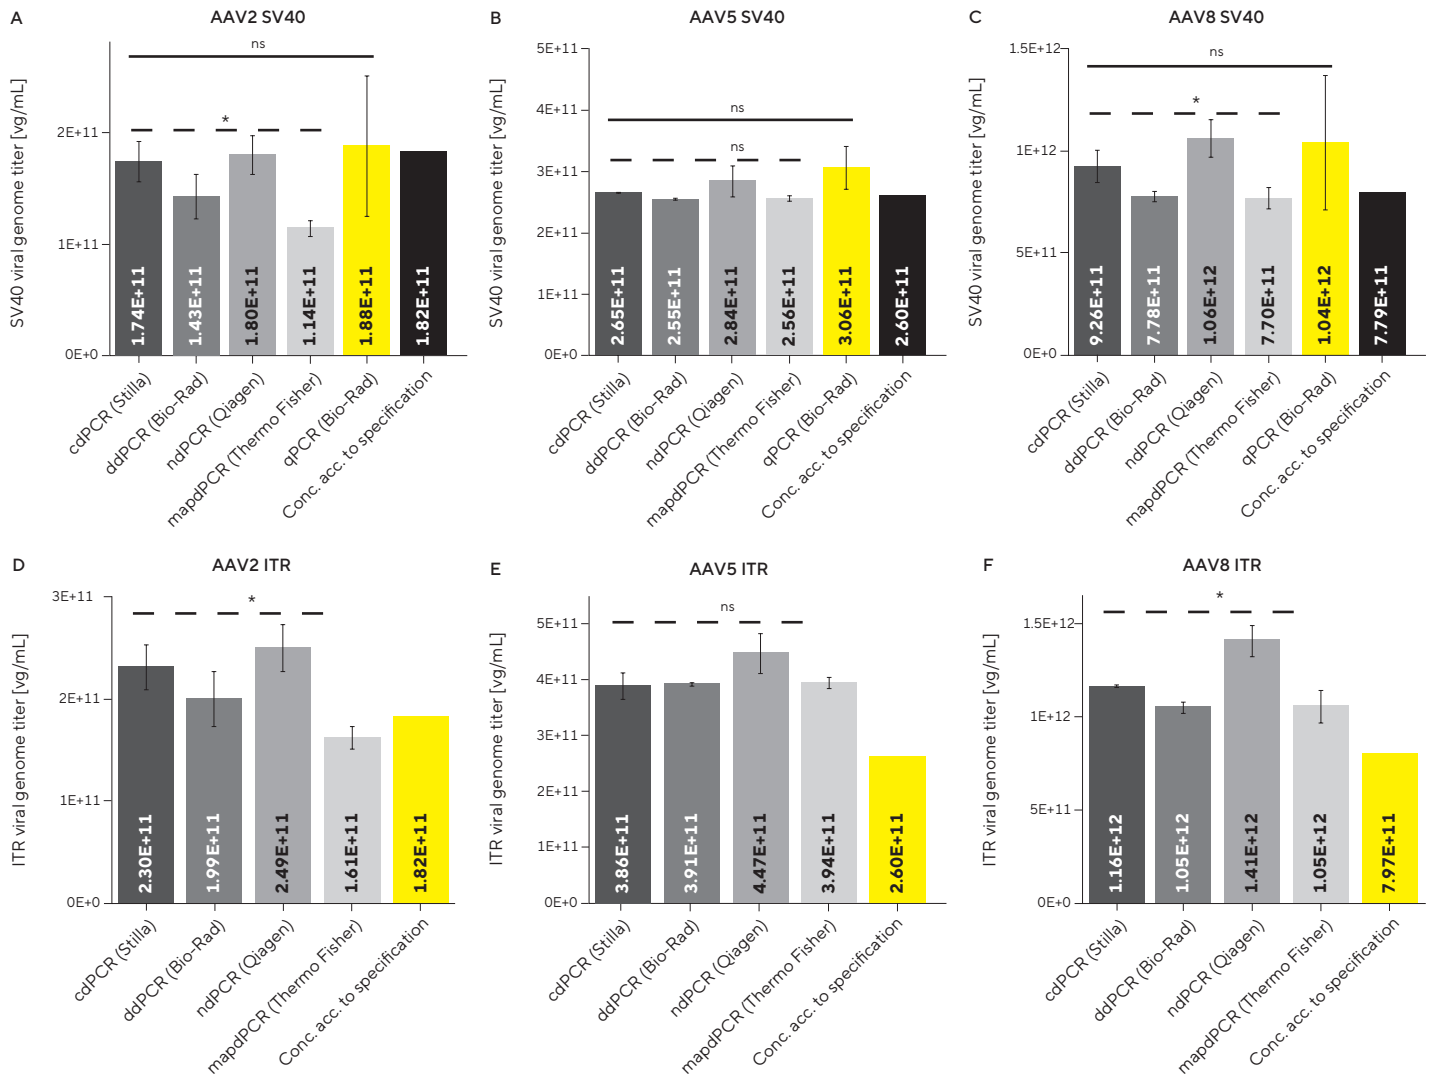 A
AAV2 SV40
SV40 viral genome titer [vg/mL]
2E+11
1E+11
0E+0
ns
*
1.74E+11
1.43E+11
1.80E+11
1.14E+11
1.88E+11
1.82E+11
cdPCR (Stilla)
ddPCR (Bio-Rad)
ndPCR (Qiagen)
mapdPCR (Thermo Fisher)
qPCR (Bio-Rad)
Conc. acc. to specification
B
AAV5 SV40
SV40 viral genome titer [vg/mL]
5E+11
4E+11
3E+11
2E+11
1E+11
0E+0
ns
ns
2.65E+11
2.55E+11
2.84E+11
2.56E+11
3.06E+11
2.60E+11
cdPCR (Stilla)
ddPCR (Bio-Rad)
ndPCR (Qiagen)
mapdPCR (Thermo Fisher)
qPCR (Bio-Rad)
Conc. acc. to specification
C
AAV8 SV40
SV40 viral genome titer [vg/mL]
1.5E+12
1E+12
5E+11
0E+0
ns
*
9.26E+11
7.78E+11
1.06E+12
7.70E+11
1.04E+12
7.79E+11
cdPCR (Stilla)
ddPCR (Bio-Rad)
ndPCR (Qiagen)
mapdPCR (Thermo Fisher)
qPCR (Bio-Rad)
Conc. acc. to specification
D
AAV2 ITR
ITR viral genome titer [vg/mL]
3E+11
2E+11
1E+11
0E+0
*
2.30E+11
1.99E+11
2.49E+11
1.61E+11
1.82E+11
cdPCR (Stilla)
ddPCR (Bio-Rad)
ndPCR (Qiagen)
mapdPCR (Thermo Fisher)
Conc. acc. to specification
E
AAV5 ITR
ITR viral genome titer [vg/mL]
5E+11
4E+11
3E+11
2E+11
1E+11
0E+0
ns
3.86E+11
3.91E+11
4.47E+11
3.94E+11
2.60E+11
cdPCR (Stilla)
ddPCR (Bio-Rad)
ndPCR (Qiagen)
mapdPCR (Thermo Fisher)
Conc. acc. to specification
F
AAV8 ITR
ITR viral genome titer [vg/mL]
1.5E+12
1E+12
5E+11
0E+0
*
1.16E+12
1.05E+12
1.41E+12
1.05E+12
7.97E+11
cdPCR (Stilla)
ddPCR (Bio-Rad)
ndPCR (Qiagen)
mapdPCR (Thermo Fisher)
Conc. acc. to specification